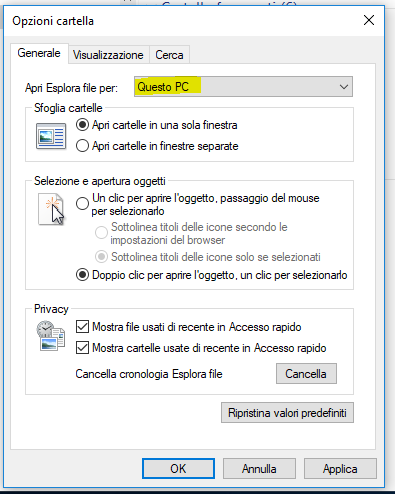 Opzioni cartella
Generale
Visualizzazione
Cerca
Apri Esplora file per:
Questo PC
Sfoglia cartelle
Apri cartelle in una sola finestra
Apri cartelle in finestre separate
Selezione e apertura oggetti
Un clic per aprire l'oggetto, passaggio del mouse
per selezionarlo
Sottolinea titoli delle icone secondo le
impostazioni del browser
Sottolinea titoli delle icone solo se selezionati
Doppio clic per aprire l'oggetto, un clic per selezionarlo
Privacy
Mostra file usati di recente in Accesso rapido
Mostra cartelle usate di recente in Accesso rapido
Cancella cronologia Esplora file
Cancella
Ripristina valori predefiniti
OK
Annulla
Applica